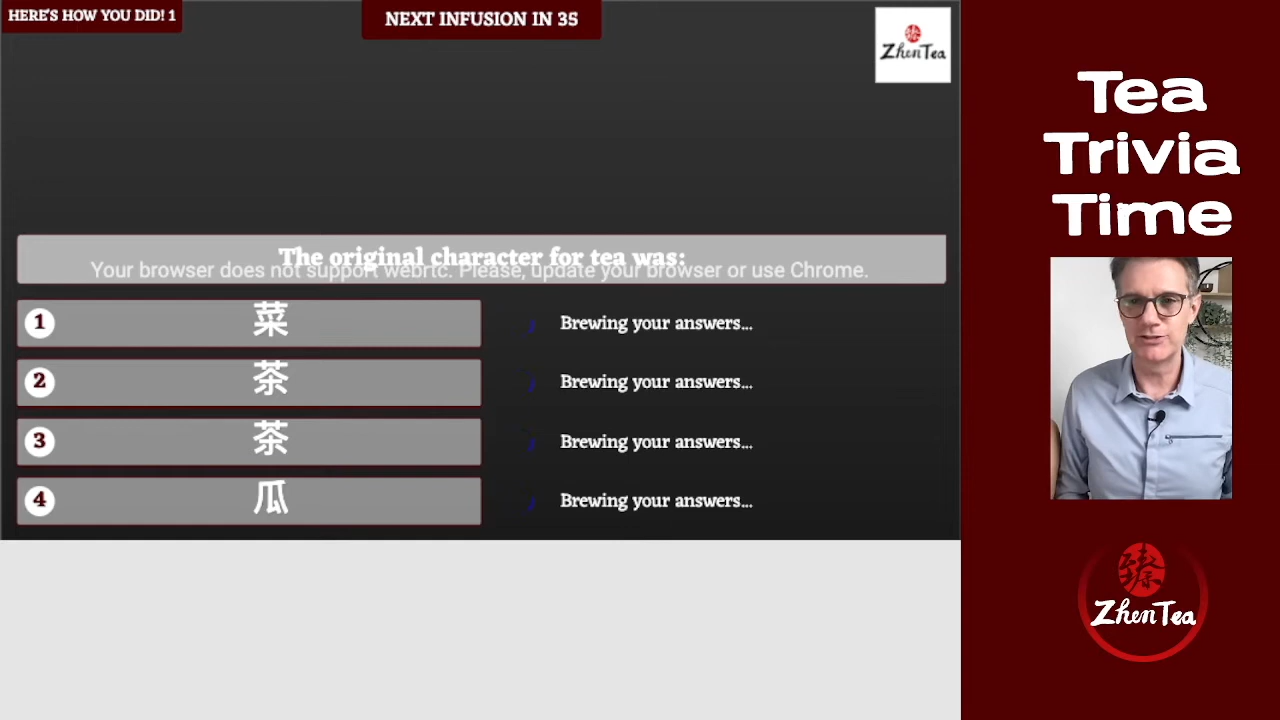 HERE'S HOW YOU DID! 1
NEXT INFUSION IN 35
ZhenTea
The original character for tea was:
Your browser does not support webrtc. Please, update your browser or use Chrome.
1 菜 Brewing your answers...
2 茶 Brewing your answers...
3 茶 Brewing your answers...
4 瓜 Brewing your answers...
Tea
Trivia
Time
臻
ZhenTea